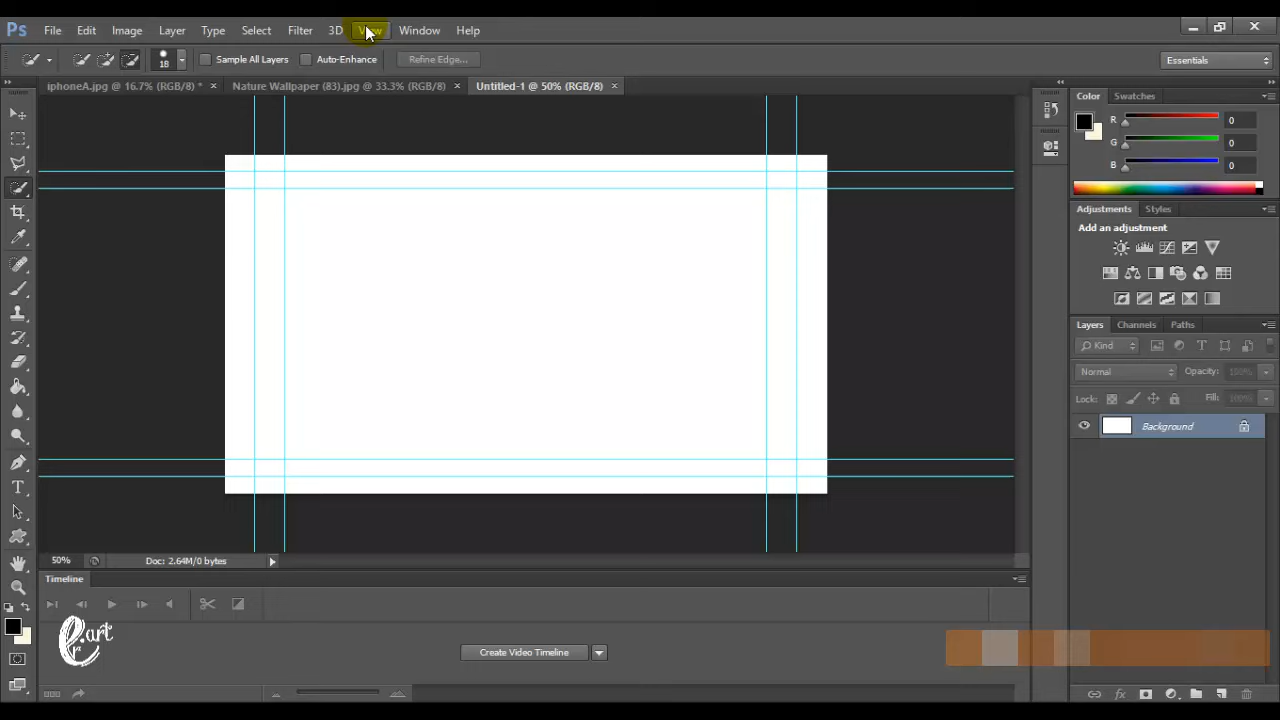 Ps File Edit Image Layer Type Select Filter 3D View Window Help
18 Sample All Layers Auto-Enhance Refine Edge... Essentials
iphoneA.jpg @ 16.7% (RGB/8) * × Nature Wallpaper (83).jpg @ 33.3% (RGB/8) × Untitled-1 @ 50% (RGB/8) ×
Color Swatches
R 0
G 0
B 0
Adjustments Styles
Add an adjustment
Layers Channels Paths
Kind
Normal Opacity: 100%
Lock: Fill: 100%
Background
50% Doc: 2.64M/0 bytes
Timeline
Create Video Timeline